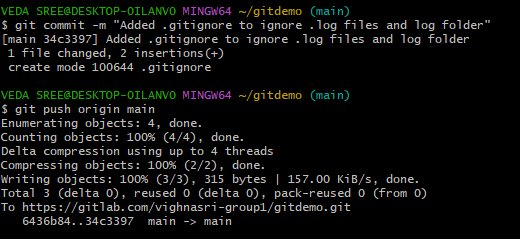 VEDA SREE@DESKTOP-OILANVO MINGW64 ~/gitdemo (main)
$ git commit -m "Added .gitignore to ignore .log files and log folder"
[main 34c3397] Added .gitignore to ignore .log files and log folder
 1 file changed, 2 insertions(+)
 create mode 100644 .gitignore
VEDA SREE@DESKTOP-OILANVO MINGW64 ~/gitdemo (main)
$ git push origin main
Enumerating objects: 4, done.
Counting objects: 100% (4/4), done.
Delta compression using up to 4 threads
Compressing objects: 100% (2/2), done.
Writing objects: 100% (3/3), 315 bytes | 157.00 KiB/s, done.
Total 3 (delta 0), reused 0 (delta 0), pack-reused 0 (from 0)
To https://gitlab.com/vighnasri-group1/gitdemo.git
   6436b84..34c3397  main -> main